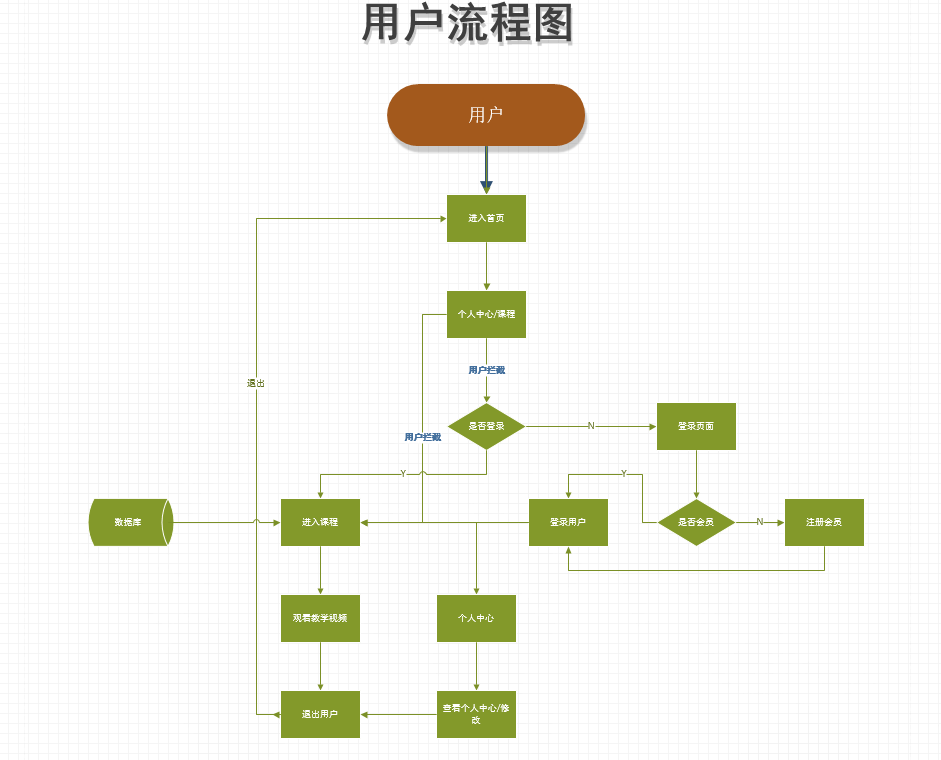 用户流程图
用户
进入首页
个人中心/课程
用户拦截
退出
是否登录
N
登录页面
用户拦截
Y
Y
数据库
进入课程
登录用户
是否会员
N
注册会员
观看教学视频
个人中心
退出用户
查看个人中心/修
改